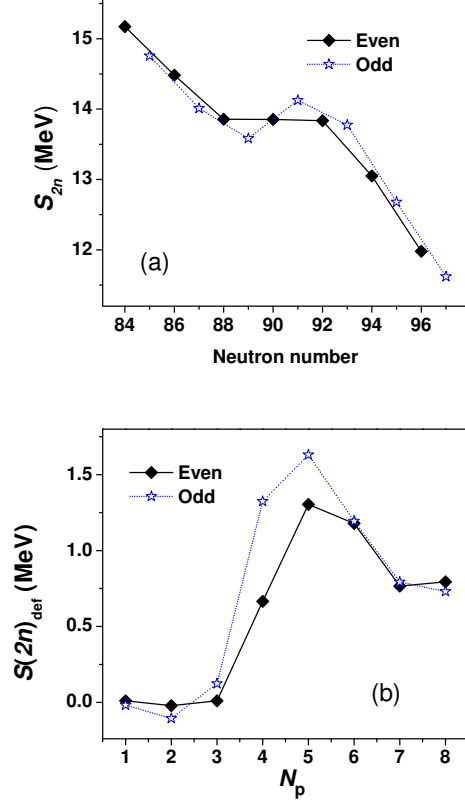 15
14
13
12
S2n (MeV)
Even
Odd
(a)
84 86 88 90 92 94 96
Neutron number
1.5
1.0
0.5
0.0
S(2n)def (MeV)
Even
Odd
(b)
1 2 3 4 5 6 7 8
Np